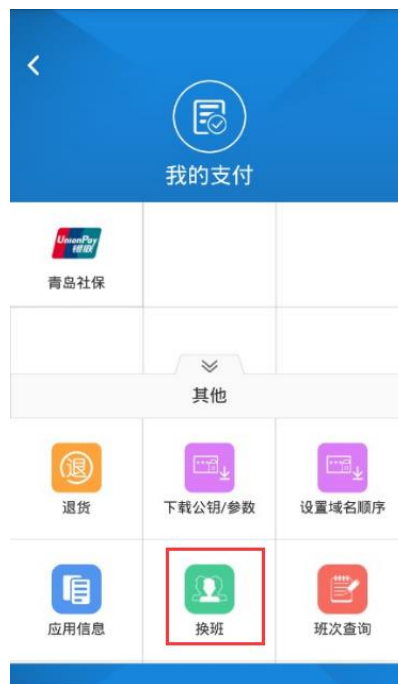 我的支付
UnionPay
银联
青岛社保
其他
退
退货
下载公钥/参数
设置域名顺序
应用信息
换班
班次查询